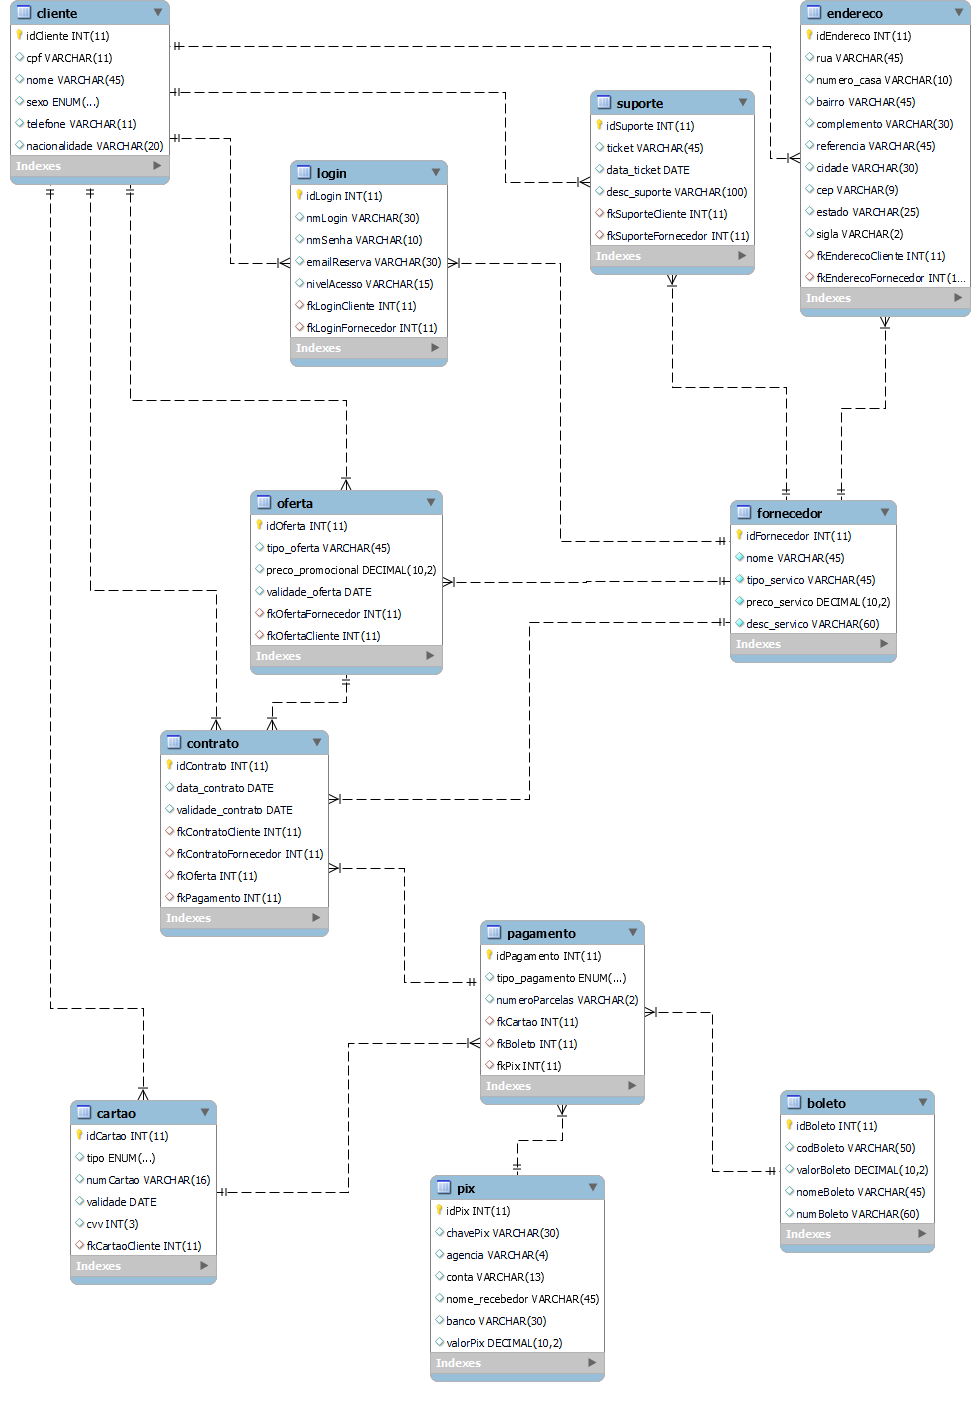 cliente
idCliente INT(11)
cpf VARCHAR(11)
nome VARCHAR(45)
sexo ENUM(...)
telefone VARCHAR(11)
nacionalidade VARCHAR(20)
Indexes
endereco
idEndereco INT(11)
rua VARCHAR(45)
numero_casa VARCHAR(10)
bairro VARCHAR(45)
complemento VARCHAR(30)
referencia VARCHAR(45)
cidade VARCHAR(30)
cep VARCHAR(9)
estado VARCHAR(25)
sigla VARCHAR(2)
fkEnderecoCliente INT(11)
fkEnderecoFornecedor INT(1...
Indexes
suporte
idSuporte INT(11)
ticket VARCHAR(45)
data_ticket DATE
desc_suporte VARCHAR(100)
fkSuporteCliente INT(11)
fkSuporteFornecedor INT(11)
Indexes
login
idLogin INT(11)
nmLogin VARCHAR(30)
nmSenha VARCHAR(10)
emailReserva VARCHAR(30)
nivelAcesso VARCHAR(15)
fkLoginCliente INT(11)
fkLoginFornecedor INT(11)
Indexes
oferta
idOferta INT(11)
tipo_oferta VARCHAR(45)
preco_promocional DECIMAL(10,2)
validade_oferta DATE
fkOfertaFornecedor INT(11)
fkOfertaCliente INT(11)
Indexes
fornecedor
idFornecedor INT(11)
nome VARCHAR(45)
tipo_servico VARCHAR(45)
preco_servico DECIMAL(10,2)
desc_servico VARCHAR(60)
Indexes
contrato
idContrato INT(11)
data_contrato DATE
validade_contrato DATE
fkContratoCliente INT(11)
fkContratoFornecedor INT(11)
fkOferta INT(11)
fkPagamento INT(11)
Indexes
pagamento
idPagamento INT(11)
tipo_pagamento ENUM(...)
numeroParcelas VARCHAR(2)
fkCartao INT(11)
fkBoleto INT(11)
fkPix INT(11)
Indexes
cartao
idCartao INT(11)
tipo ENUM(...)
numCartao VARCHAR(16)
validade DATE
cvv INT(3)
fkCartaoCliente INT(11)
Indexes
boleto
idBoleto INT(11)
codBoleto VARCHAR(50)
valorBoleto DECIMAL(10,2)
nomeBoleto VARCHAR(45)
numBoleto VARCHAR(60)
Indexes
pix
idPix INT(11)
chavePix VARCHAR(30)
agencia VARCHAR(4)
conta VARCHAR(13)
nome_recebedor VARCHAR(45)
banco VARCHAR(30)
valorPix DECIMAL(10,2)
Indexes